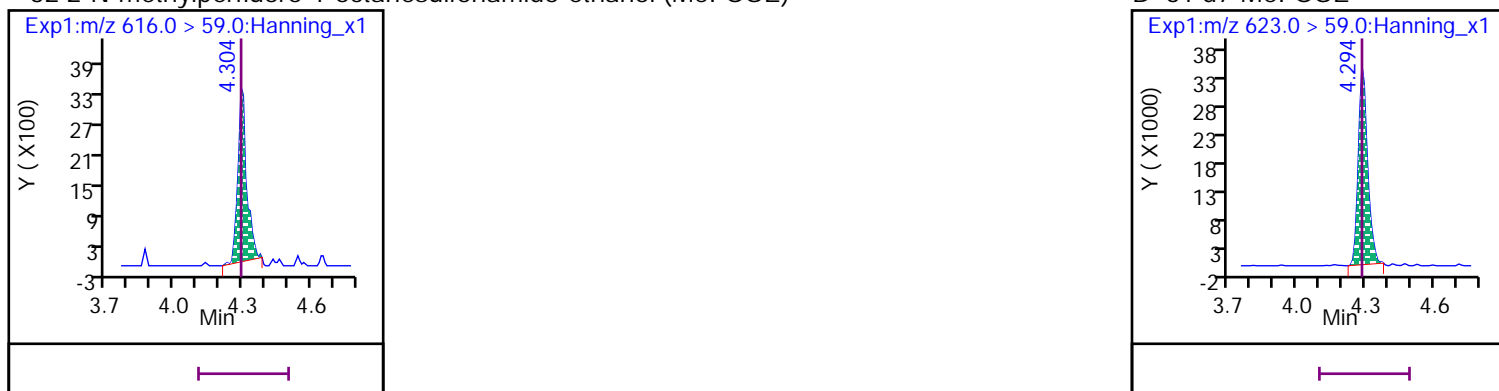 Exp1:m/z 616.0 > 59.0:Hanning_x1
4.304
Y ( X100)
39
33
27
21
15
9
3
-3
3.7 4.0 4.3 4.6
Min
Exp1:m/z 623.0 > 59.0:Hanning_x1
4.294
Y ( X1000)
38
33
28
23
18
13
8
3
-2
3.7 4.0 4.3 4.6
Min